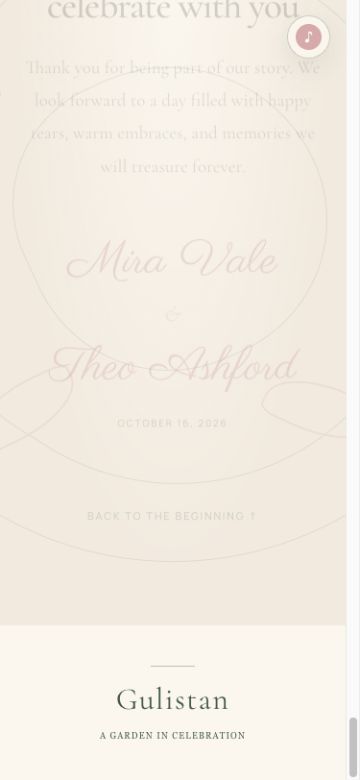 celebrate with you
Thank you for being part of our story. We
look forward to a day filled with happy
tears, warm embraces, and memories we
will treasure forever.
Mira Vale
&
Theo Ashford
OCTOBER 16, 2026
BACK TO THE BEGINNING ↑
Gulistan
A GARDEN IN CELEBRATION